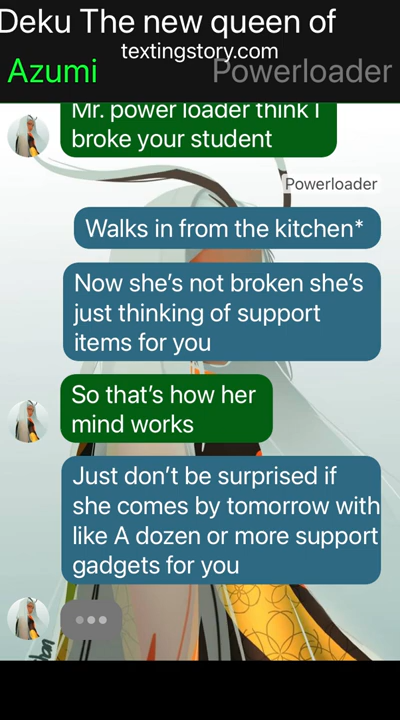 Deku The new queen of
textingstory.com
Azumi
Powerloader
Mr. power loader think I
broke your student
Powerloader
Walks in from the kitchen*
Now she's not broken she's
just thinking of support
items for you
So that's how her
mind works
Just don't be surprised if
she comes by tomorrow with
like A dozen or more support
gadgets for you